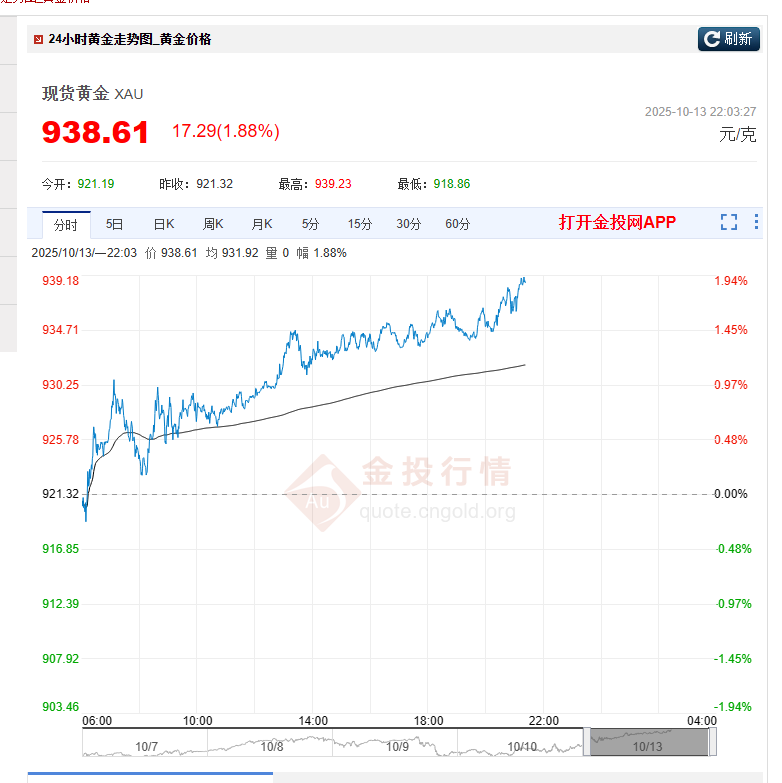 24小时黄金走势图_黄金价格
刷新
现货黄金 XAU
2025-10-13 22:03:27
938.61 17.29(1.88%)
元/克
今开：921.19 昨收：921.32 最高：939.23 最低：918.86
分时 5日 日K 周K 月K 5分 15分 30分 60分 打开金投网APP
2025/10/13/—22:03 价 938.61 均 931.92 量 0 幅 1.88%
939.18 1.94%
934.71 1.45%
930.25 0.97%
925.78 0.48%
金投行情
Au
921.32 0.00%
quote.cngold.org
916.85 -0.48%
912.39 -0.97%
907.92 -1.45%
903.46 -1.94%
06:00 10:00 14:00 18:00 22:00 04:00
10/7 10/8 10/9 10/10 10/13